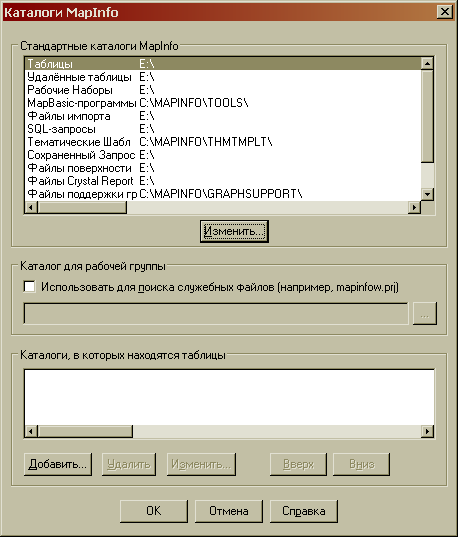 Каталоги MapInfo
Стандартные каталоги MapInfo
Таблицы E:\
Удалённые таблицы E:\
Рабочие Наборы E:\
MapBasic-программы C:\MAPINFO\TOOLS\
Файлы импорта E:\
SQL-запросы E:\
Тематические Шабл C:\MAPINFO\THMTMPLT\
Сохраненный Запрос E:\
Файлы поверхности E:\
Файлы Crystal Report E:\
Файлы поддержки гр C:\MAPINFO\GRAPHSUPPORT\
Изменить...
Каталог для рабочей группы
Использовать для поиска служебных файлов (например, mapinfow.prj)
...
Каталоги, в которых находятся таблицы
Добавить... Удалить Изменить... Вверх Вниз
OK Отмена Справка